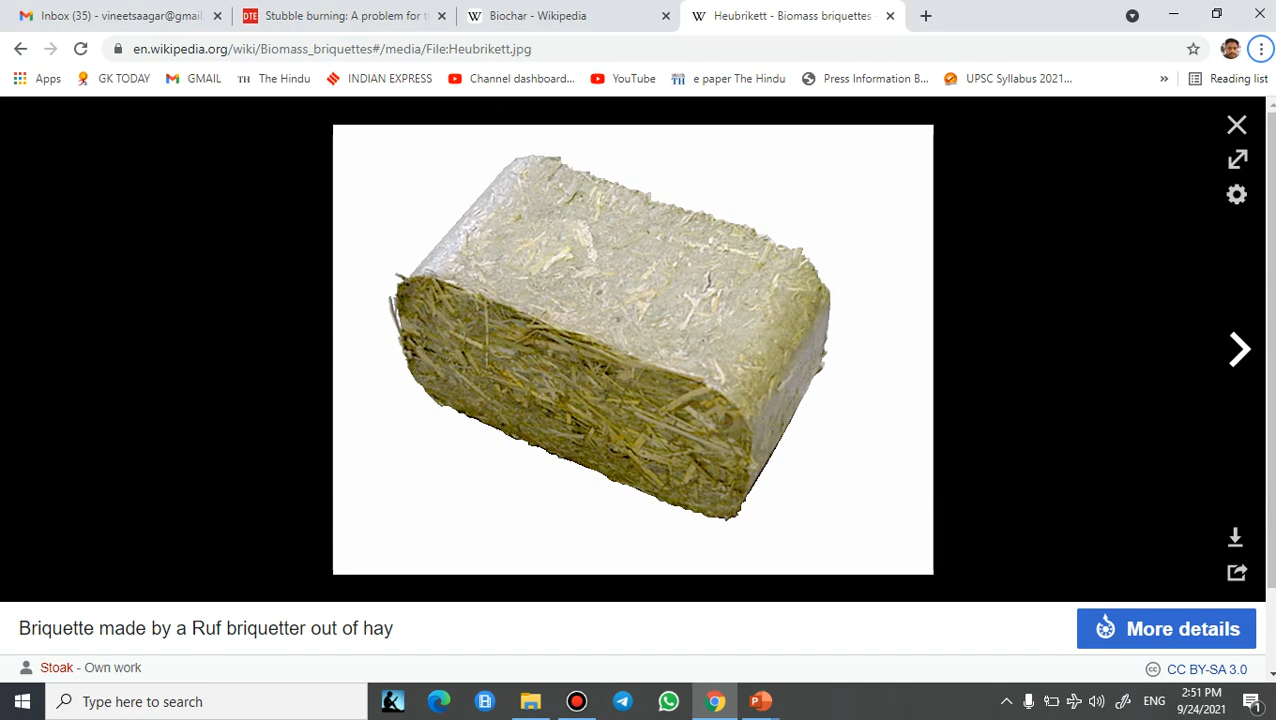 Inbox (35) - vineetsaagar@gmail.
Stubble burning: A problem for t
Biochar - Wikipedia
Heubrikett - Biomass briquettes -
en.wikipedia.org/wiki/Biomass_briquettes#/media/File:Heubrikett.jpg
Apps
GK TODAY
GMAIL
The Hindu
INDIAN EXPRESS
Channel dashboard...
YouTube
e paper The Hindu
Press Information B...
UPSC Syllabus 2021...
»
Reading list
Briquette made by a Ruf briquetter out of hay
More details
Stoak - Own work
CC BY-SA 3.0
Type here to search
ENG
2:51 PM
9/24/2021
1